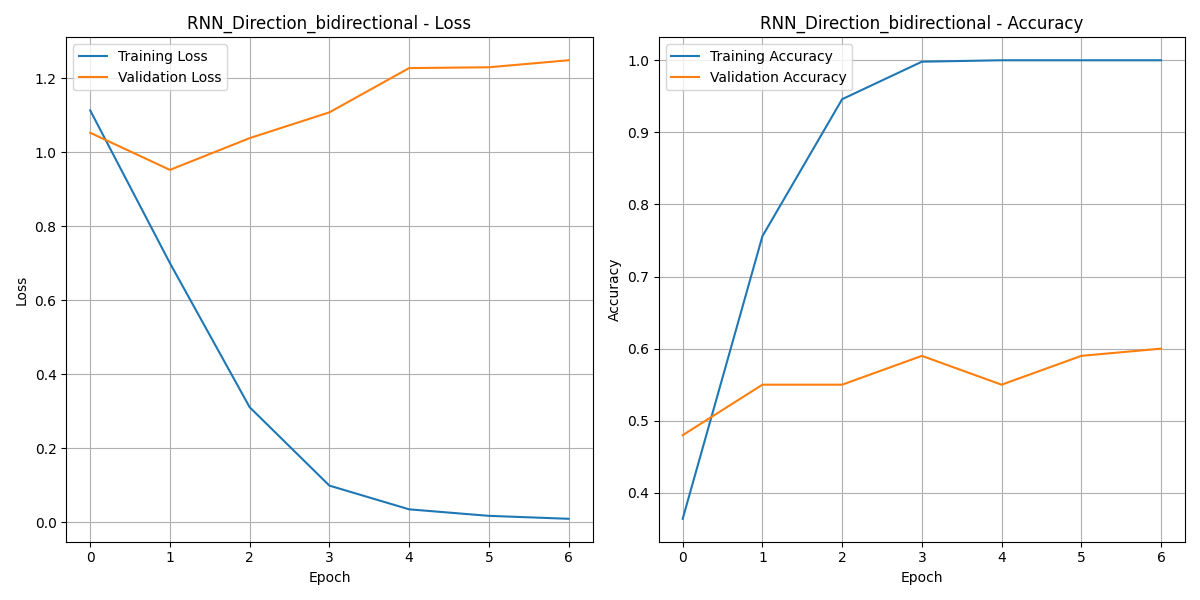 RNN_Direction_bidirectional - Loss
Training Loss
Validation Loss
1.2
1.0
0.8
0.6
0.4
0.2
0.0
Loss
0 1 2 3 4 5 6
Epoch
RNN_Direction_bidirectional - Accuracy
Training Accuracy
Validation Accuracy
1.0
0.9
0.8
0.7
0.6
0.5
0.4
Accuracy
0 1 2 3 4 5 6
Epoch